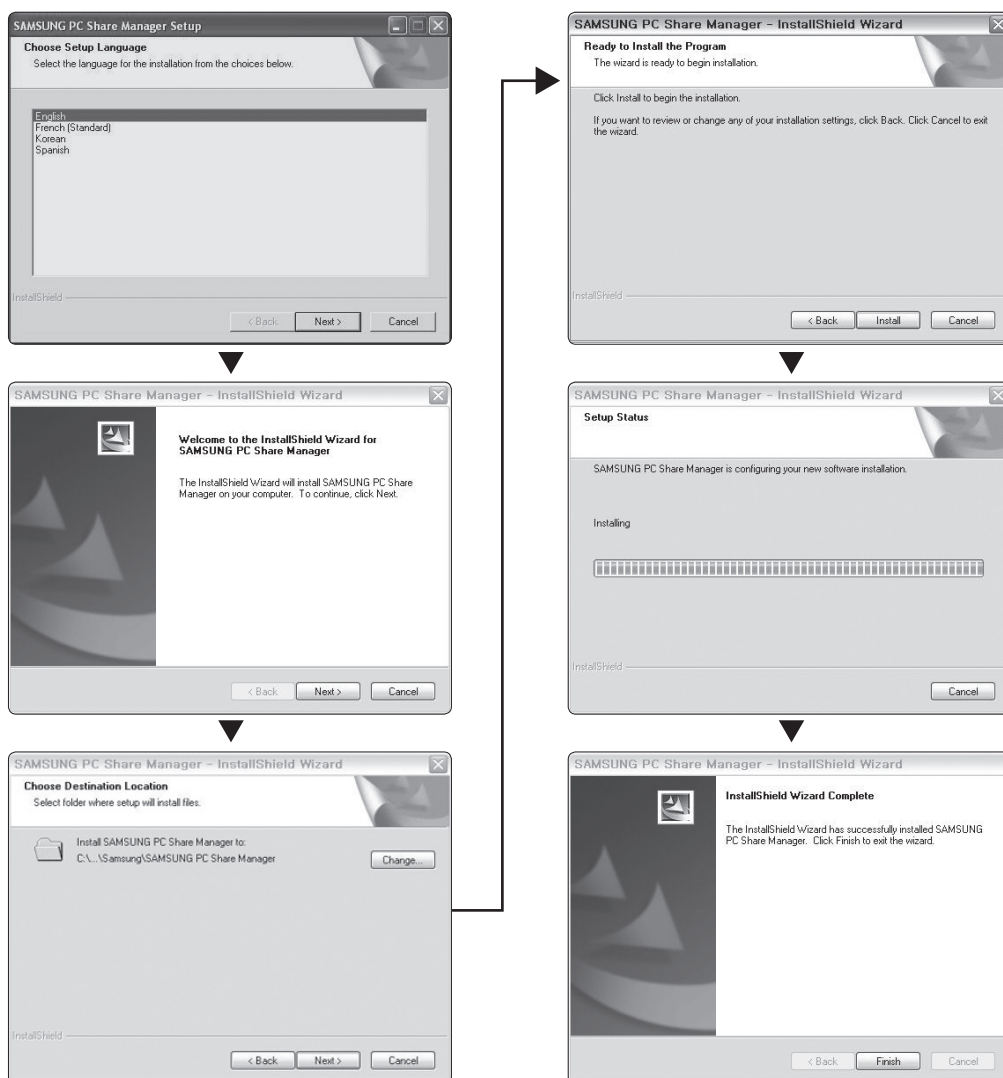 SAMSUNG PC Share Manager Setup
Choose Setup Language
Select the language for the installation from the choices below.
English
French (Standard)
Korean
Spanish
InstallShield
< Back Next > Cancel
SAMSUNG PC Share Manager – InstallShield Wizard
Welcome to the InstallShield Wizard for
SAMSUNG PC Share Manager
The InstallShield Wizard will install SAMSUNG PC Share
Manager on your computer. To continue, click Next.
< Back Next > Cancel
SAMSUNG PC Share Manager – InstallShield Wizard
Choose Destination Location
Select folder where setup will install files.
Install SAMSUNG PC Share Manager to:
C:\...\Samsung\SAMSUNG PC Share Manager
Change...
InstallShield
< Back Next > Cancel
SAMSUNG PC Share Manager – InstallShield Wizard
Ready to Install the Program
The wizard is ready to begin installation.
Click Install to begin the installation.
If you want to review or change any of your installation settings, click Back. Click Cancel to exit
the wizard.
InstallShield
< Back Install Cancel
SAMSUNG PC Share Manager – InstallShield Wizard
Setup Status
SAMSUNG PC Share Manager is configuring your new software installation.
Installing
InstallShield
Cancel
SAMSUNG PC Share Manager – InstallShield Wizard
InstallShield Wizard Complete
The InstallShield Wizard has successfully installed SAMSUNG
PC Share Manager. Click Finish to exit the wizard.
< Back Finish Cancel